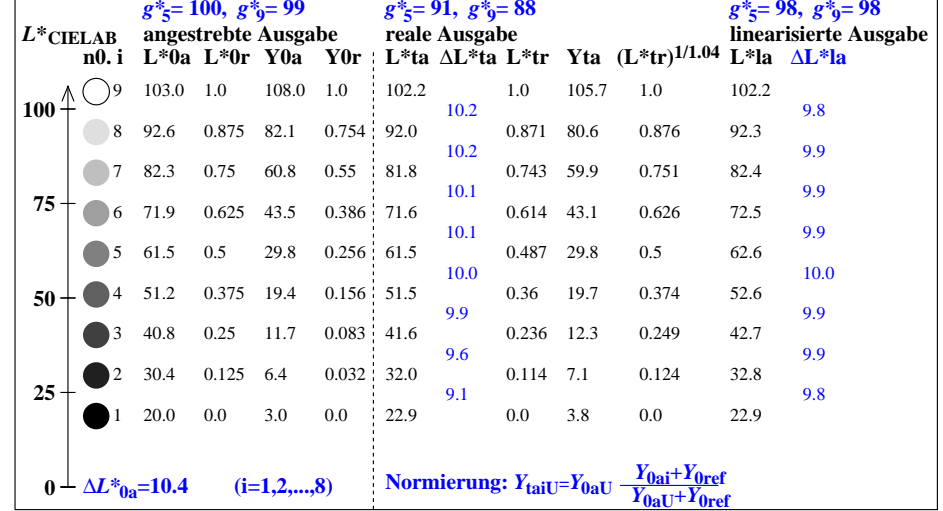 g*5= 100, g*9= 99 g*5= 91, g*9= 88 g*5= 98, g*9= 98
L*CIELAB angestrebte Ausgabe reale Ausgabe linearisierte Ausgabe
n0. i L*0a L*0r Y0a Y0r L*ta ΔL*ta L*tr Yta (L*tr)1/1.04 L*la ΔL*la
9 103.0 1.0 108.0 1.0 102.2 1.0 105.7 1.0 102.2
100 10.2 9.8
8 92.6 0.875 82.1 0.754 92.0 0.871 80.6 0.876 92.3
10.2 9.9
7 82.3 0.75 60.8 0.55 81.8 0.743 59.9 0.751 82.4
75 10.1 9.9
6 71.9 0.625 43.5 0.386 71.6 0.614 43.1 0.626 72.5
10.1 9.9
5 61.5 0.5 29.8 0.256 61.5 0.487 29.8 0.5 62.6
10.0 10.0
50 4 51.2 0.375 19.4 0.156 51.5 0.36 19.7 0.374 52.6
9.9 9.9
3 40.8 0.25 11.7 0.083 41.6 0.236 12.3 0.249 42.7
9.6 9.9
2 30.4 0.125 6.4 0.032 32.0 0.114 7.1 0.124 32.8
25 9.1 9.8
1 20.0 0.0 3.0 0.0 22.9 0.0 3.8 0.0 22.9
0 ΔL*0a=10.4 (i=1,2,...,8) Normierung: YtaiU=Y0aU Y0ai+Y0ref
Y0aU+Y0ref